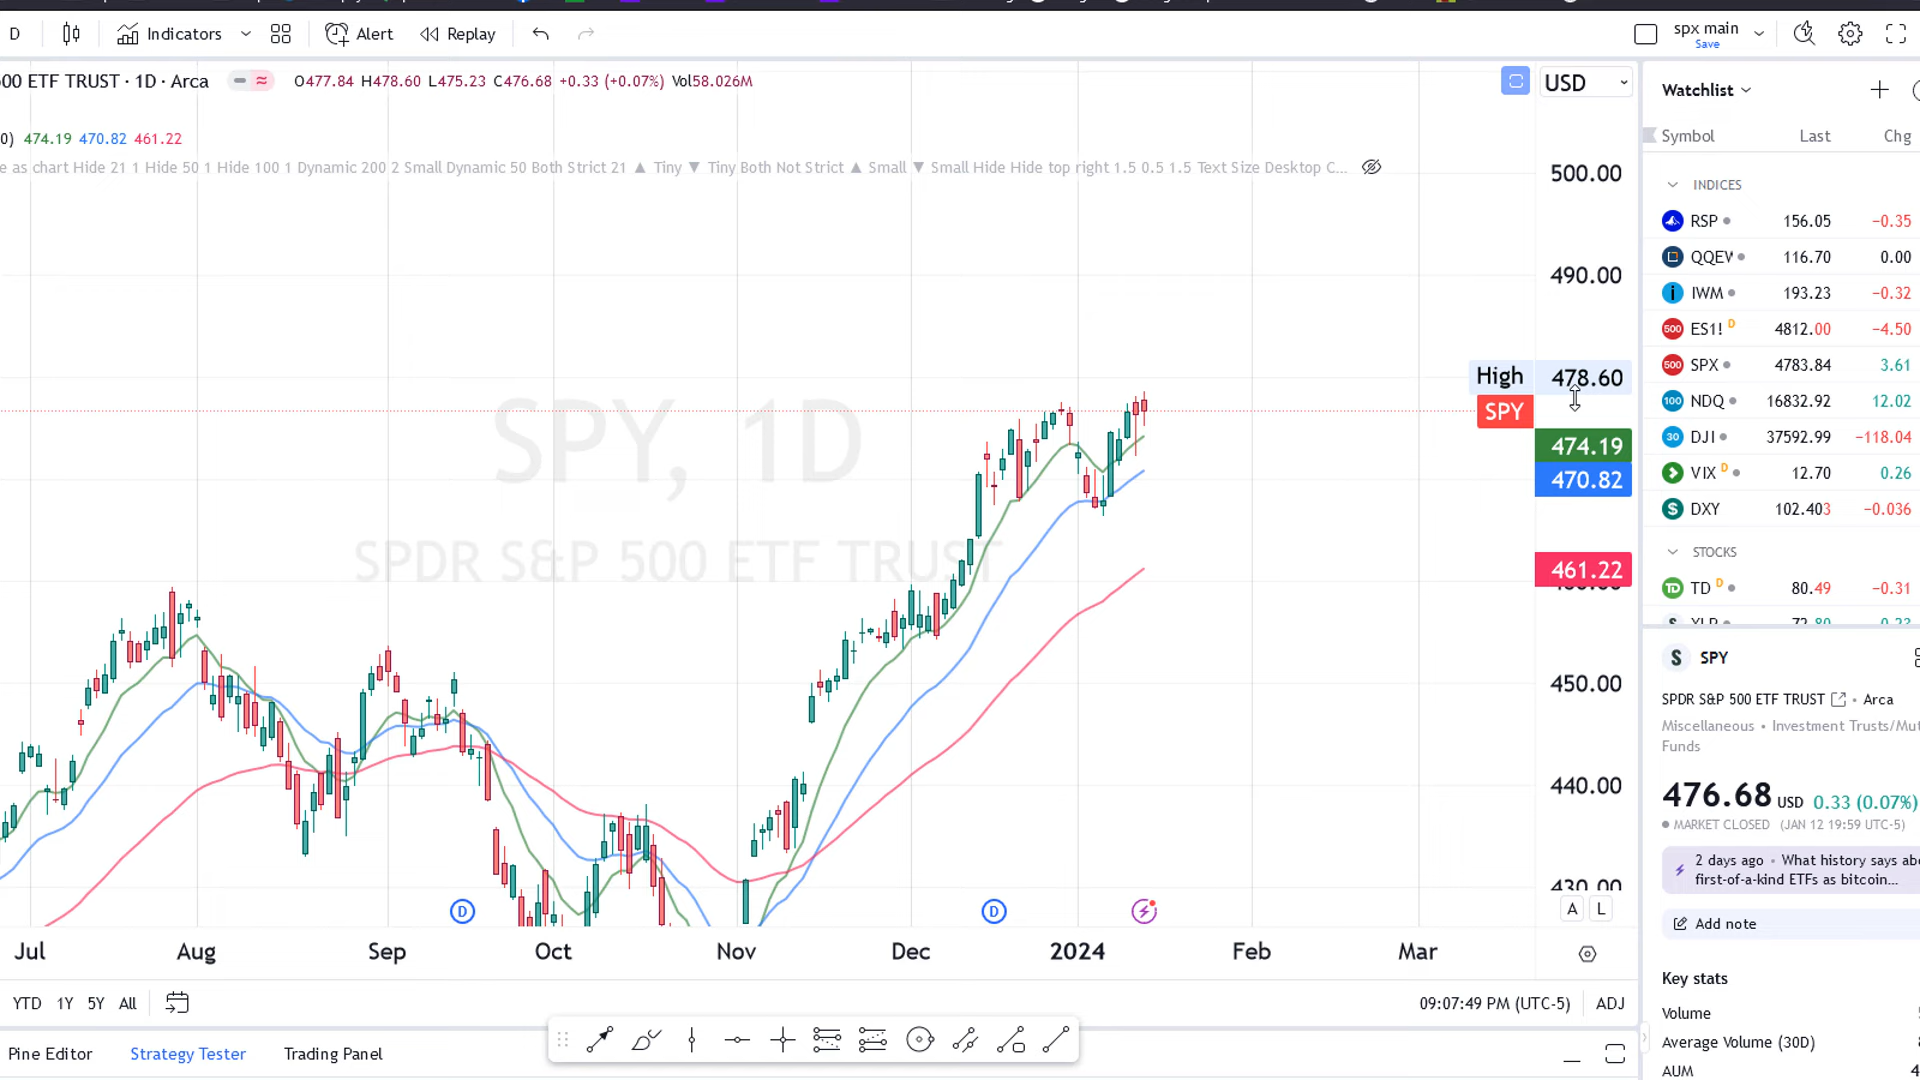 D Indicators Alert Replay spx main
Save
500 ETF TRUST · 1D · Arca O477.84 H478.60 L475.23 C476.68 +0.33 (+0.07%) Vol58.026M USD
0) 474.19 470.82 461.22
e as chart Hide 21 1 Hide 50 1 Hide 100 1 Dynamic 200 2 Small Dynamic 50 Both Strict 21 ▲ Tiny ▼ Tiny Both Not Strict ▲ Small ▼ Small Hide Hide top right 1.5 0.5 1.5 Text Size Desktop C...
500.00
490.00
High 478.60
SPY
474.19
470.82
461.22
450.00
440.00
430.00
SPY, 1D
SPDR S&P 500 ETF TRUST
D D
A L
Jul Aug Sep Oct Nov Dec 2024 Feb Mar
YTD 1Y 5Y All 09:07:49 PM (UTC-5) ADJ
Pine Editor Strategy Tester Trading Panel
Watchlist
Symbol Last Chg
INDICES
RSP 156.05 −0.35
QQEW 116.70 0.00
IWM 193.23 −0.32
500 ES1! D 4812.00 −4.50
500 SPX 4783.84 3.61
100 NDQ 16832.92 12.02
30 DJI 37592.99 −118.04
VIX D 12.70 0.26
$ DXY 102.403 −0.036
STOCKS
TD TD D 80.49 −0.31
S SPY
SPDR S&P 500 ETF TRUST • Arca
Miscellaneous • Investment Trusts/Mut
Funds
476.68 USD 0.33 (0.07%)
MARKET CLOSED (JAN 12 19:59 UTC-5)
2 days ago • What history says abo
first-of-a-kind ETFs as bitcoin...
Add note
Key stats
Volume
Average Volume (30D)
AUM